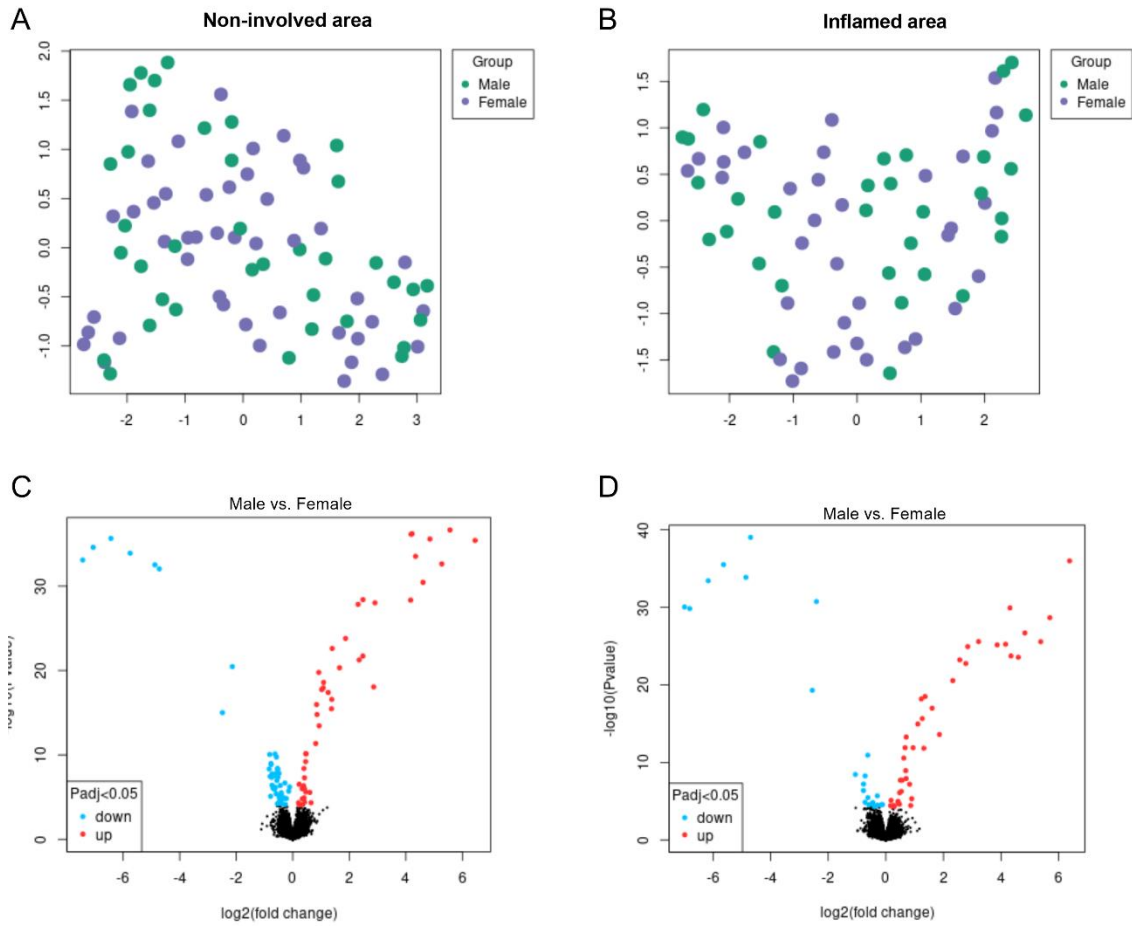 A
Non-involved area
2.0
1.5
1.0
0.5
0.0
-0.5
-1.0
-2 -1 0 1 2 3
Group
Male
Female
B
Inflamed area
1.5
1.0
0.5
0.0
-0.5
-1.0
-1.5
-2 -1 0 1 2
Group
Male
Female
C
Male vs. Female
30
20
10
0
Padj<0.05
down
up
-6 -4 -2 0 2 4 6
log2(fold change)
D
Male vs. Female
-log10(Pvalue)
40
30
20
10
0
Padj<0.05
down
up
-6 -4 -2 0 2 4 6
log2(fold change)